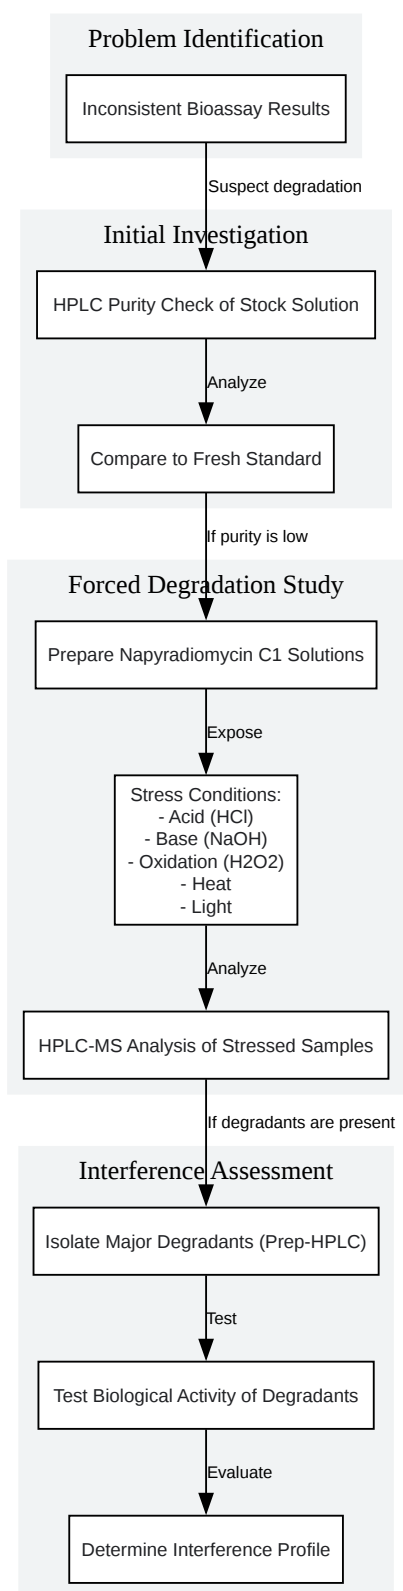 Problem Identification
Inconsistent Bioassay Results
Suspect degradation
Initial Investigation
HPLC Purity Check of Stock Solution
Analyze
Compare to Fresh Standard
If purity is low
Forced Degradation Study
Prepare Napyradiomycin C1 Solutions
Expose
Stress Conditions:
- Acid (HCl)
- Base (NaOH)
- Oxidation (H2O2)
- Heat
- Light
Analyze
HPLC-MS Analysis of Stressed Samples
If degradants are present
Interference Assessment
Isolate Major Degradants (Prep-HPLC)
Test
Test Biological Activity of Degradants
Evaluate
Determine Interference Profile